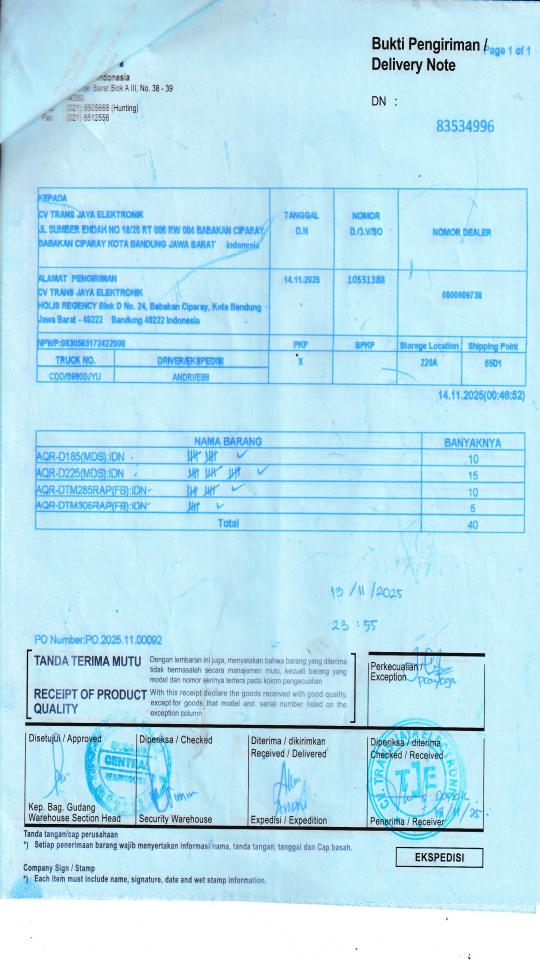 Bukti Pengiriman /
Delivery Note
Page 1 of 1
Indonesia
Barat Blok A III, No. 38 - 39
(021) 6505668 (Hunting)
Fax : (021) 6512556
DN :
83534996
KEPADA
CV TRANS JAYA ELEKTRONIK
JL SUMBER ENDAH NO 18/20 RT 006 RW 004 BABAKAN CIPARAY
BABAKAN CIPARAY KOTA BANDUNG JAWA BARAT Indonesia
TANGGAL
D.N
NOMOR
D.O./SO
NOMOR DEALER
ALAMAT PENGIRIMAN
CV TRANS JAYA ELEKTRONIK
HOLIS REGENCY Blok D No. 24, Babakan Ciparay, Kota Bandung
Jawa Barat - 40222 Bandung 40222 Indonesia
14.11.2025
10551388
NPWP:0830565172422000
PKP
BPKP
Storege Location
Shipping Point
TRUCK NO.
DRIVER/EKSPEDISI
X
220A
65D1
ANDRI/E88
14.11.2025(00:48:52)
NAMA BARANG
BANYAKNYA
AQR-D185(MDS):IDN
10
AQR-D225(MDS):IDN
15
AQR-DTM285RAP(FB):IDN
10
AQR-DTM305RAP(FB):IDN
5
Total
40
13/11/2025
23:55
PO Number:PO.2025.11.00092
TANDA TERIMA MUTU
Dengan lembaran ini juga, menyatakan bahwa barang yang diterima
tidak bermasalah secara manajemen mutu, kecuali barang yang
model dan nomor serinya tertera pada kolom pengecualian
RECEIPT OF PRODUCT
QUALITY
With this receipt declare the goods received with good quality,
except for goods that model and serial number listed on the
exception column
Perkecualian /
Exception
Disetujui / Approved
Diperiksa / Checked
Diterima / dikirimkan
Received / Delivered
Diperiksa / diterima
Checked / Received
CENTRAL
TJE
Kep. Bag. Gudang
Warehouse Section Head
Security Warehouse
Expedisi / Expedition
Penerima / Receiver
Tanda tangan/cap perusahaan
*) Setiap penerimaan barang wajib menyertakan informasi nama, tanda tangan, tanggal dan Cap basah.
EKSPEDISI
Company Sign / Stamp
*) Each item must include name, signature, date and wet stamp information.